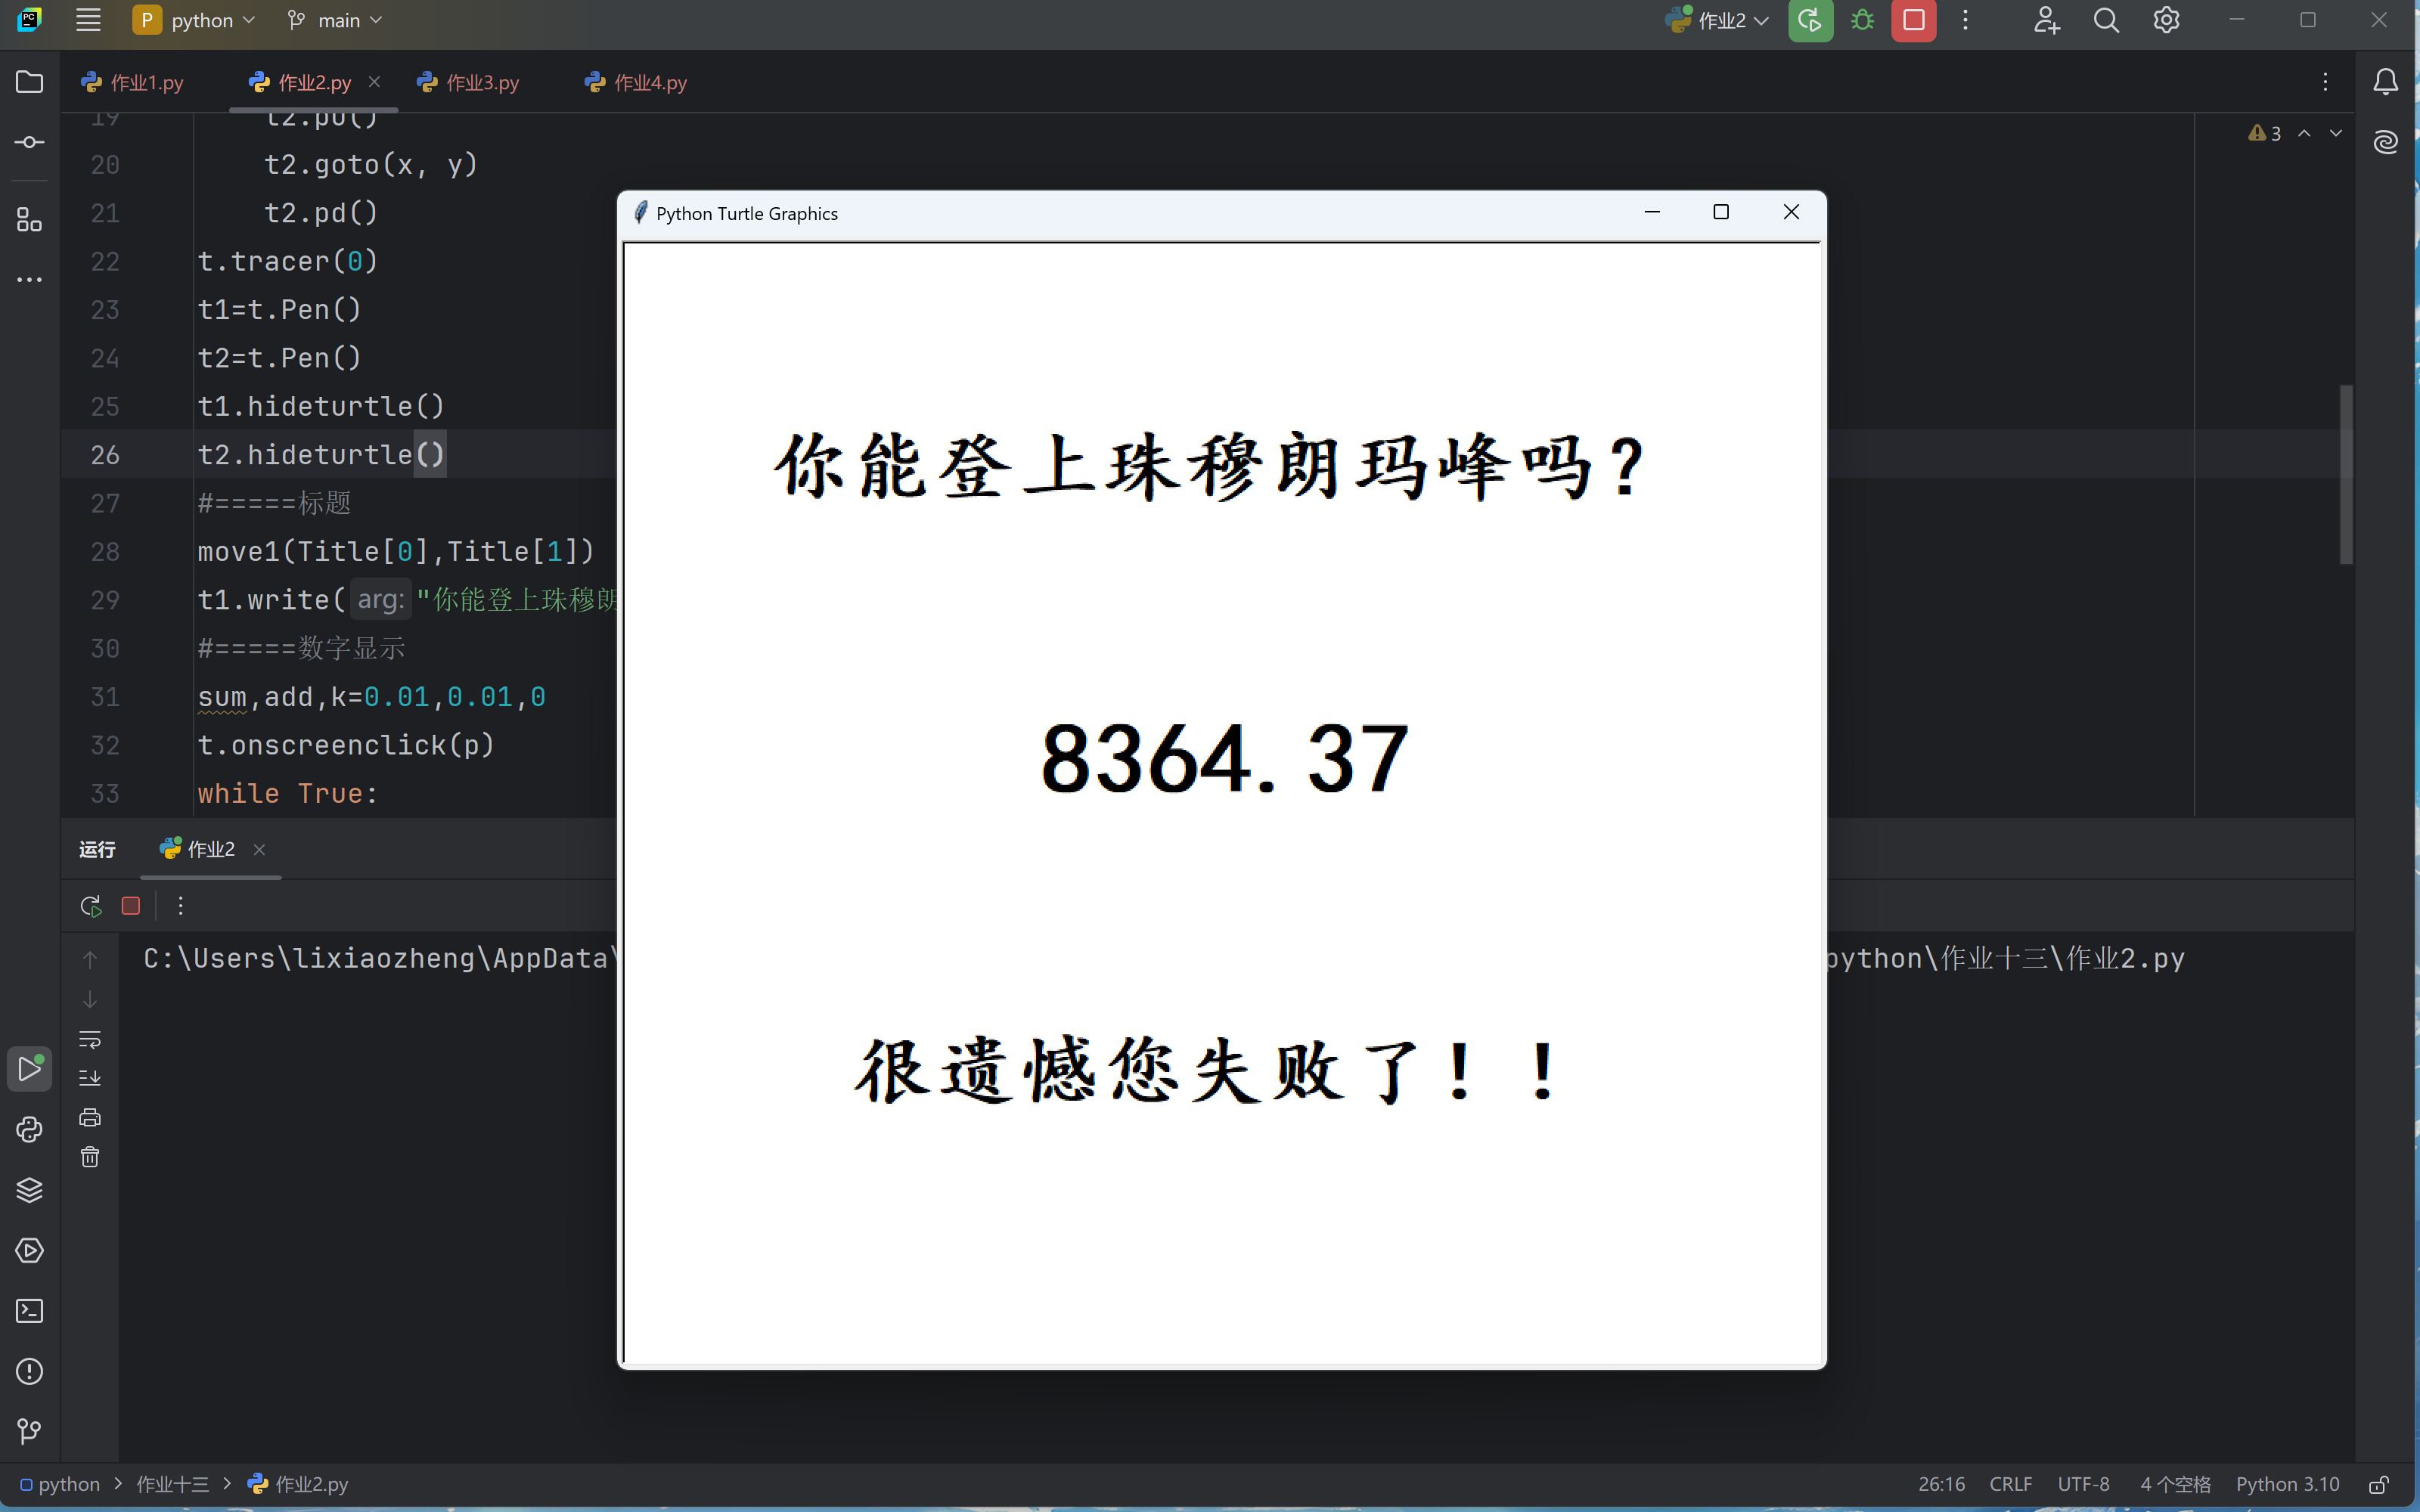 P python main 作业2
作业1.py 作业2.py 作业3.py 作业4.py
3
19 t2.pu()
20 t2.goto(x, y)
21 t2.pd()
22 t.tracer(0)
23 t1=t.Pen()
24 t2=t.Pen()
25 t1.hideturtle()
26 t2.hideturtle()
27 #=====标题
28 move1(Title[0],Title[1])
29 t1.write( arg: "你能登上珠穆朗
30 #=====数字显示
31 sum,add,k=0.01,0.01,0
32 t.onscreenclick(p)
33 while True:
Python Turtle Graphics
你能登上珠穆朗玛峰吗？
8364.37
很遗憾您失败了！！
运行 作业2
C:\Users\lixiaozheng\AppData\
python\作业十三\作业2.py
python > 作业十三 > 作业2.py
26:16 CRLF UTF-8 4 个空格 Python 3.10